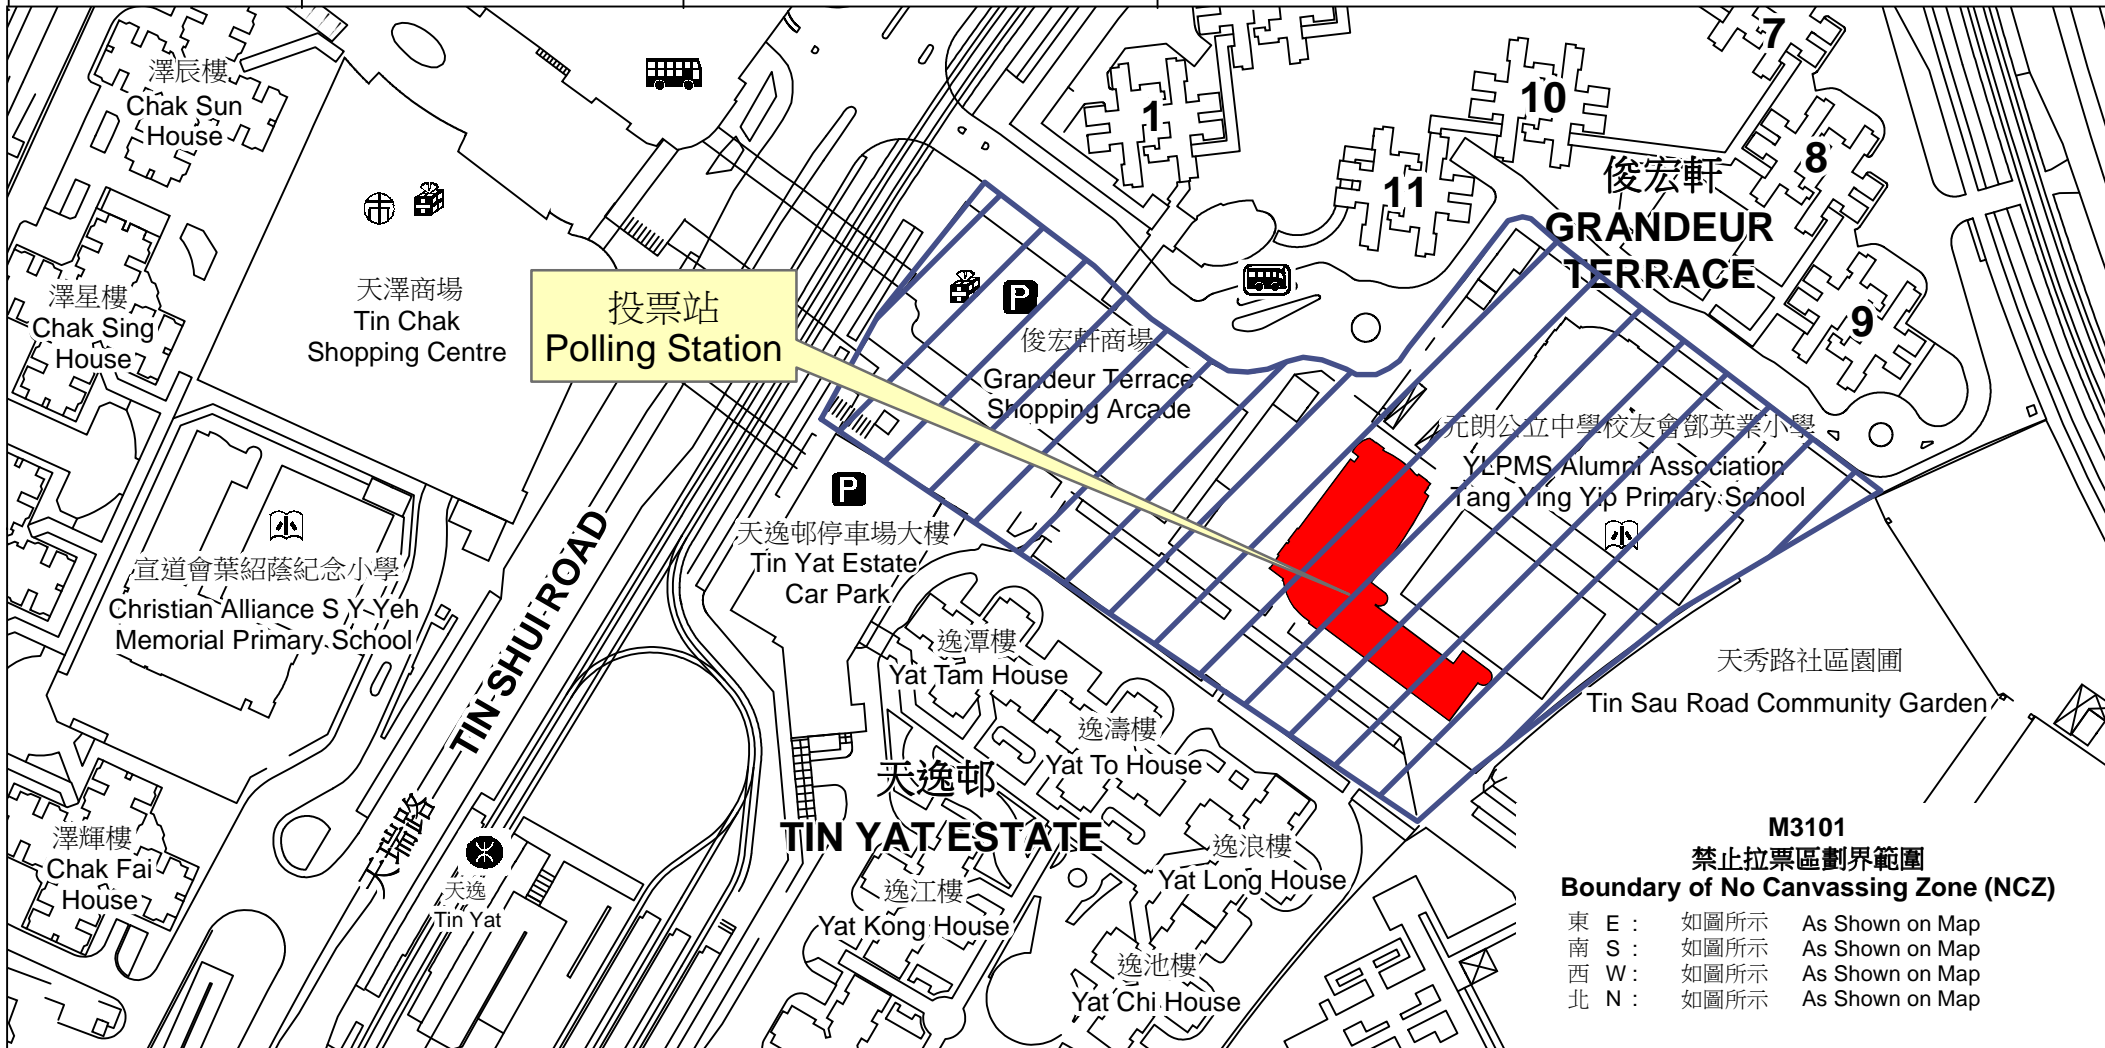 澤辰樓
Chak Sun
House
7
1
10
8
11
俊宏軒
GRANDEUR
TERRACE
9
澤星樓
Chak Sing
House
天澤商場
Tin Chak
Shopping Centre
投票站
Polling Station
P
俊宏軒商場
Grandeur Terrace
Shopping Arcade
元朗公立中學校友會鄧英業小學
YLPMS Alumni Association
Tang Ying Yip Primary School
P
天逸邨停車場大樓
Tin Yat Estate
Car Park
宣道會葉紹蔭紀念小學
Christian Alliance S Y Yeh
Memorial Primary School
天瑞路
TIN SHUI ROAD
逸潭樓
Yat Tam House
天秀路社區園圃
Tin Sau Road Community Garden
逸濤樓
Yat To House
天逸邨
TIN YAT ESTATE
澤輝樓
Chak Fai
House
天逸
Tin Yat
逸浪樓
Yat Long House
逸江樓
Yat Kong House
逸池樓
Yat Chi House
M3101
禁止拉票區劃界範圍
Boundary of No Canvassing Zone (NCZ)
東 E : 如圖所示 As Shown on Map
南 S : 如圖所示 As Shown on Map
西 W : 如圖所示 As Shown on Map
北 N : 如圖所示 As Shown on Map